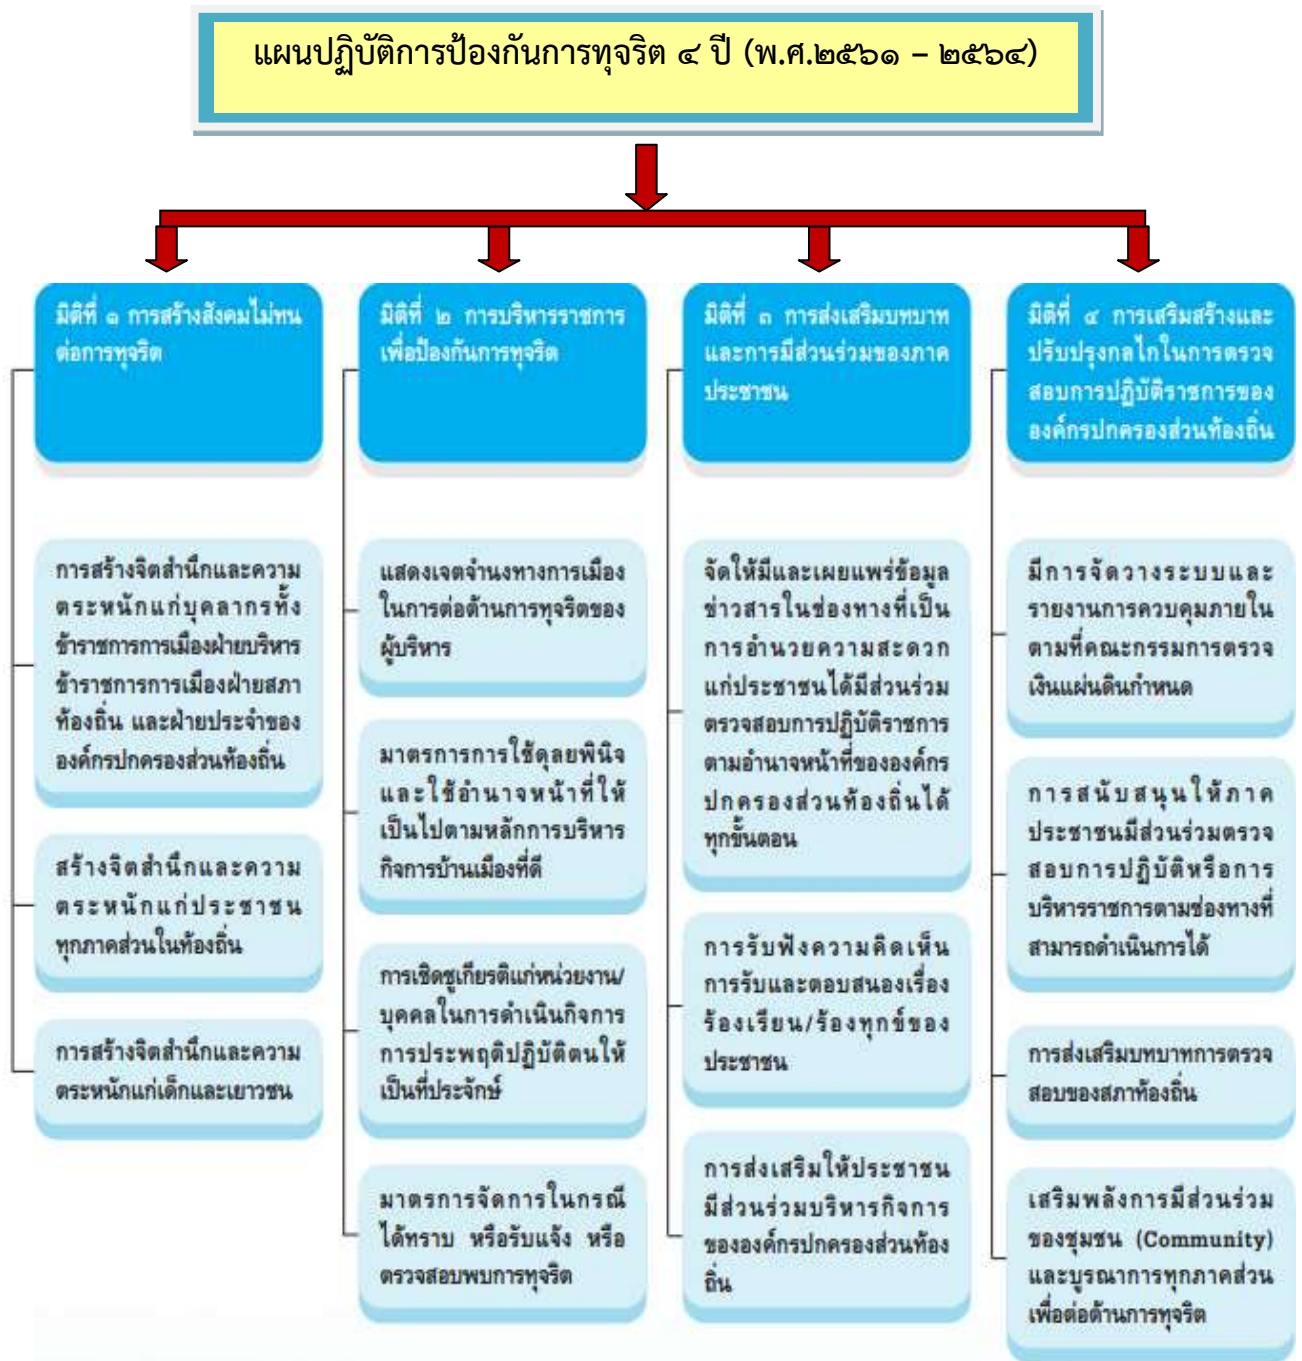 แผนปฏิบัติการป้องกันการทุจริต ๔ ปี (พ.ศ.๒๕๖๑ – ๒๕๖๔)
มิติที่ ๑ การสร้างสังคมไม่ทน
ต่อการทุจริต
การสร้างจิตสำนึกและความ
ตระหนักแก่บุคลากรทั้ง
ข้าราชการการเมืองฝ่ายบริหาร
ข้าราชการการเมืองฝ่ายสภา
ท้องถิ่น และฝ่ายประจำของ
องค์กรปกครองส่วนท้องถิ่น
สร้างจิตสำนึกและความ
ตระหนักแก่ประชาชน
ทุกภาคส่วนในท้องถิ่น
การสร้างจิตสำนึกและความ
ตระหนักแก่เด็กและเยาวชน
มิติที่ ๒ การบริหารราชการ
เพื่อป้องกันการทุจริต
แสดงเจตจำนงทางการเมือง
ในการต่อต้านการทุจริตของ
ผู้บริหาร
มาตรการการใช้ดุลยพินิจ
และใช้อำนาจหน้าที่ให้
เป็นไปตามหลักการบริหาร
กิจการบ้านเมืองที่ดี
การเชิดชูเกียรติแก่หน่วยงาน/
บุคคลในการดำเนินกิจการ
การประพฤติปฏิบัติตนให้
เป็นที่ประจักษ์
มาตรการจัดการในกรณี
ได้ทราบ หรือรับแจ้ง หรือ
ตรวจสอบพบการทุจริต
มิติที่ ๓ การส่งเสริมบทบาท
และการมีส่วนร่วมของภาค
ประชาชน
จัดให้มีและเผยแพร่ข้อมูล
ข่าวสารในช่องทางที่เป็น
การอำนวยความสะดวก
แก่ประชาชนได้มีส่วนร่วม
ตรวจสอบการปฏิบัติราชการ
ตามอำนาจหน้าที่ขององค์กร
ปกครองส่วนท้องถิ่นได้
ทุกขั้นตอน
การรับฟังความคิดเห็น
การรับและตอบสนองเรื่อง
ร้องเรียน/ร้องทุกข์ของ
ประชาชน
การส่งเสริมให้ประชาชน
มีส่วนร่วมบริหารกิจการ
ขององค์กรปกครองส่วนท้อง
ถิ่น
มิติที่ ๔ การเสริมสร้างและ
ปรับปรุงกลไกในการตรวจ
สอบการปฏิบัติราชการของ
องค์กรปกครองส่วนท้องถิ่น
มีการจัดวางระบบและ
รายงานการควบคุมภายใน
ตามที่คณะกรรมการตรวจ
เงินแผ่นดินกำหนด
การสนับสนุนให้ภาค
ประชาชนมีส่วนร่วมตรวจ
สอบการปฏิบัติหรือการ
บริหารราชการตามช่องทางที่
สามารถดำเนินการได้
การส่งเสริมบทบาทการตรวจ
สอบของสภาท้องถิ่น
เสริมพลังการมีส่วนร่วม
ของชุมชน (Community)
และบูรณาการทุกภาคส่วน
เพื่อต่อต้านการทุจริต